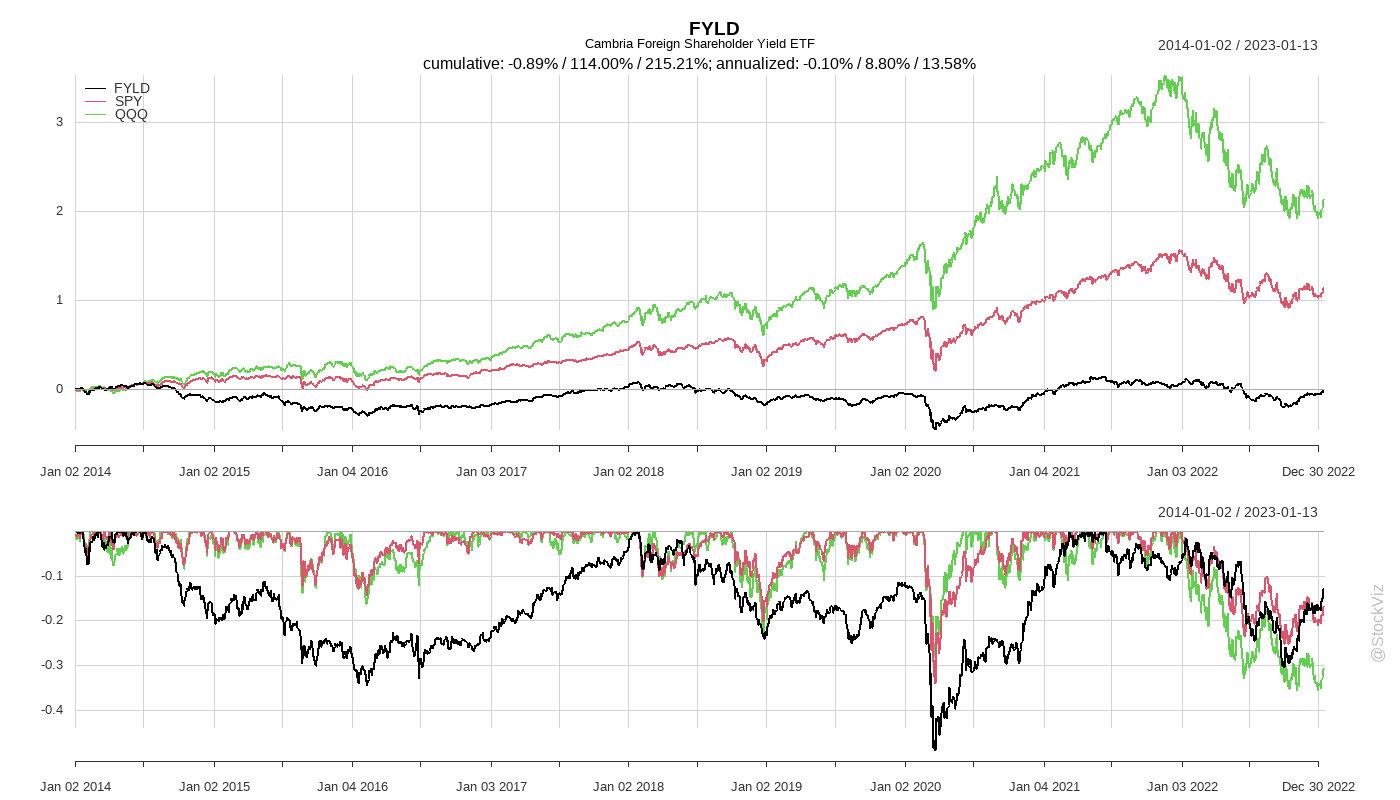 FYLD
Cambria Foreign Shareholder Yield ETF
2014-01-02 / 2023-01-13
cumulative: -0.89% / 114.00% / 215.21%; annualized: -0.10% / 8.80% / 13.58%
FYLD
SPY
QQQ
3
2
1
0
Jan 02 2014 Jan 02 2015 Jan 04 2016 Jan 03 2017 Jan 02 2018 Jan 02 2019 Jan 02 2020 Jan 04 2021 Jan 03 2022 Dec 30 2022
2014-01-02 / 2023-01-13
-0.1
-0.2
-0.3
-0.4
Jan 02 2014 Jan 02 2015 Jan 04 2016 Jan 03 2017 Jan 02 2018 Jan 02 2019 Jan 02 2020 Jan 04 2021 Jan 03 2022 Dec 30 2022
@StockViz